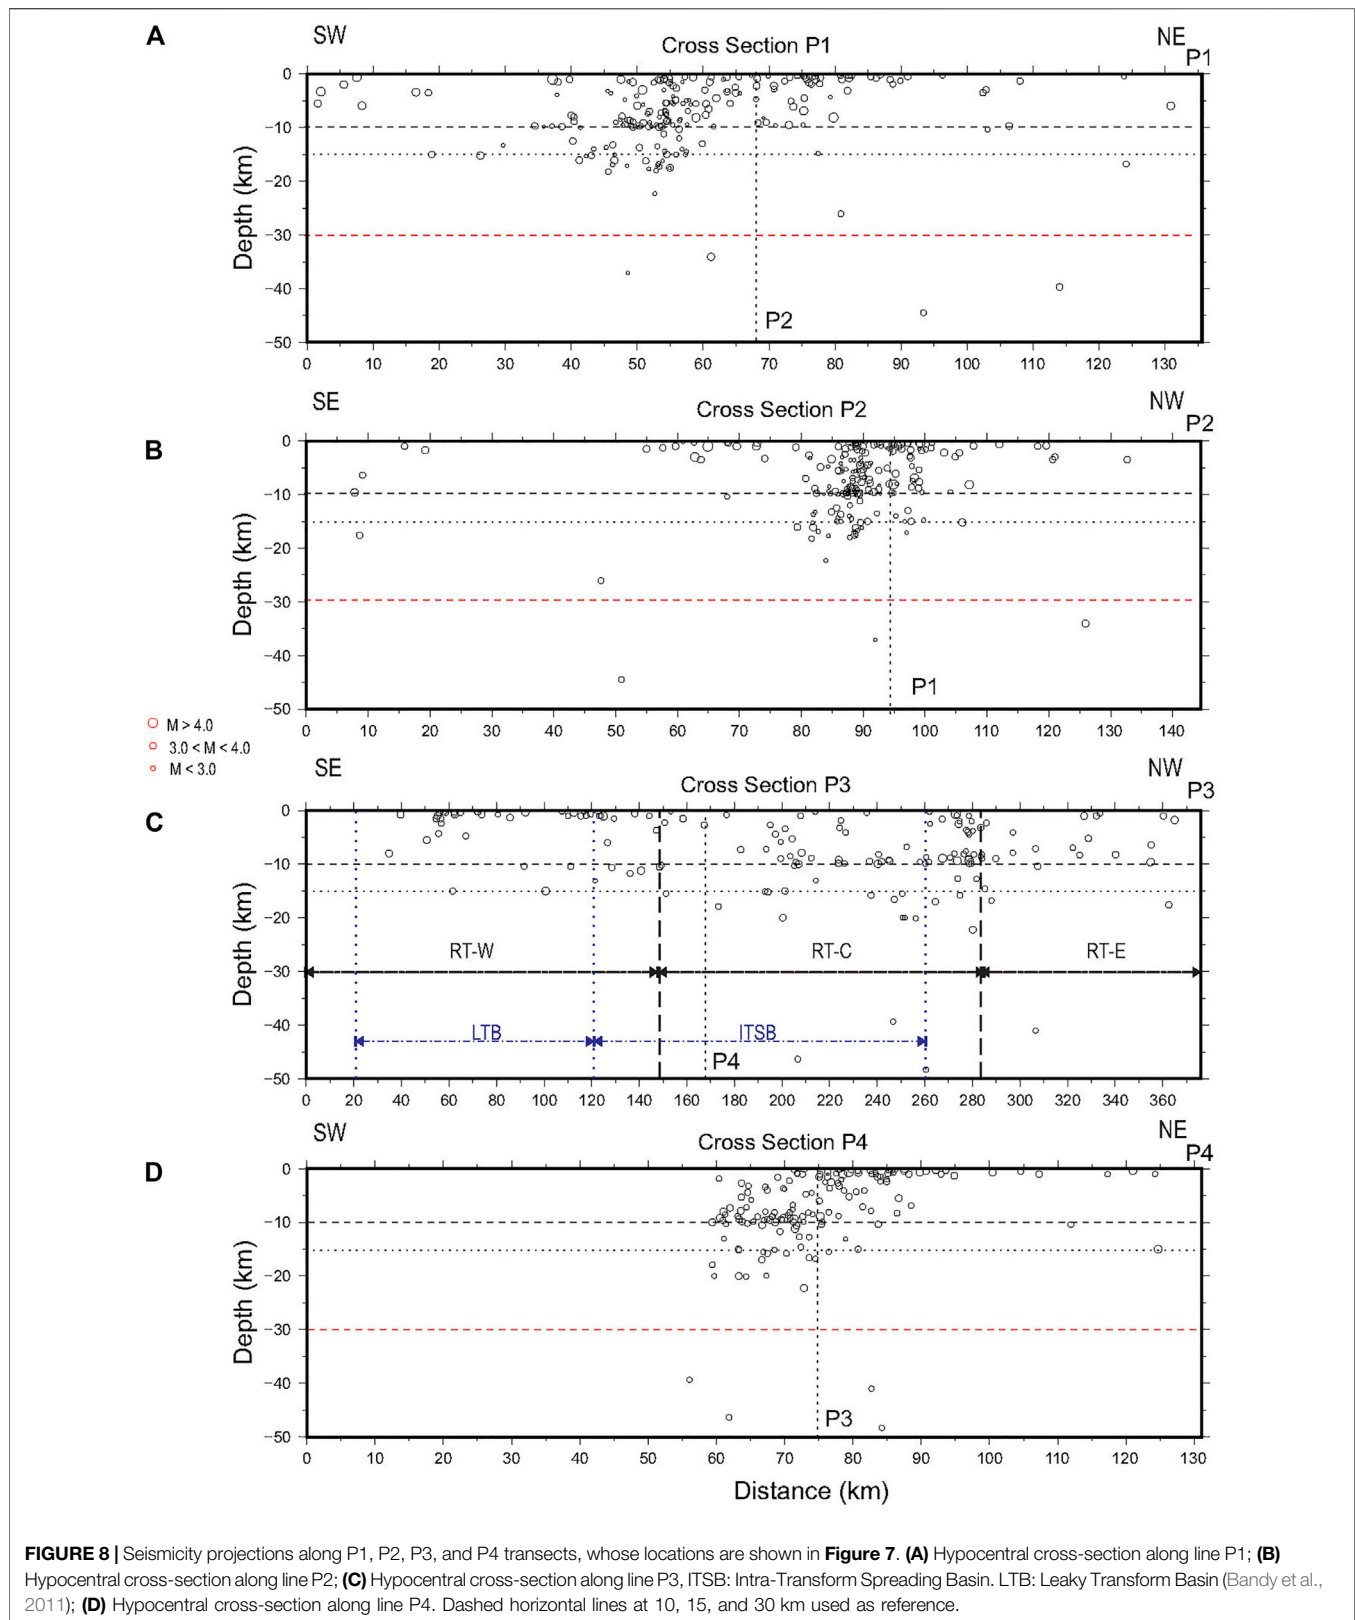 A
SW
Cross Section P1
NE
P1
0
−10
−20
−30
−40
−50
Depth (km)
P2
0 10 20 30 40 50 60 70 80 90 100 110 120 130
B
SE
Cross Section P2
NW
P2
0
−10
−20
−30
−40
−50
Depth (km)
P1
0 10 20 30 40 50 60 70 80 90 100 110 120 130 140
M > 4.0
3.0 < M < 4.0
M < 3.0
C
SE
Cross Section P3
NW
P3
0
−10
−20
−30
−40
−50
Depth (km)
RT-W
RT-C
RT-E
LTB
ITSB
P4
0 20 40 60 80 100 120 140 160 180 200 220 240 260 280 300 320 340 360
D
SW
Cross Section P4
NE
P4
0
−10
−20
−30
−40
−50
Depth (km)
P3
0 10 20 30 40 50 60 70 80 90 100 110 120 130
Distance (km)
FIGURE 8 | Seismicity projections along P1, P2, P3, and P4 transects, whose locations are shown in Figure 7. (A) Hypocentral cross-section along line P1; (B)
Hypocentral cross-section along line P2; (C) Hypocentral cross-section along line P3, ITSB: Intra-Transform Spreading Basin. LTB: Leaky Transform Basin (Bandy et al.,
2011); (D) Hypocentral cross-section along line P4. Dashed horizontal lines at 10, 15, and 30 km used as reference.